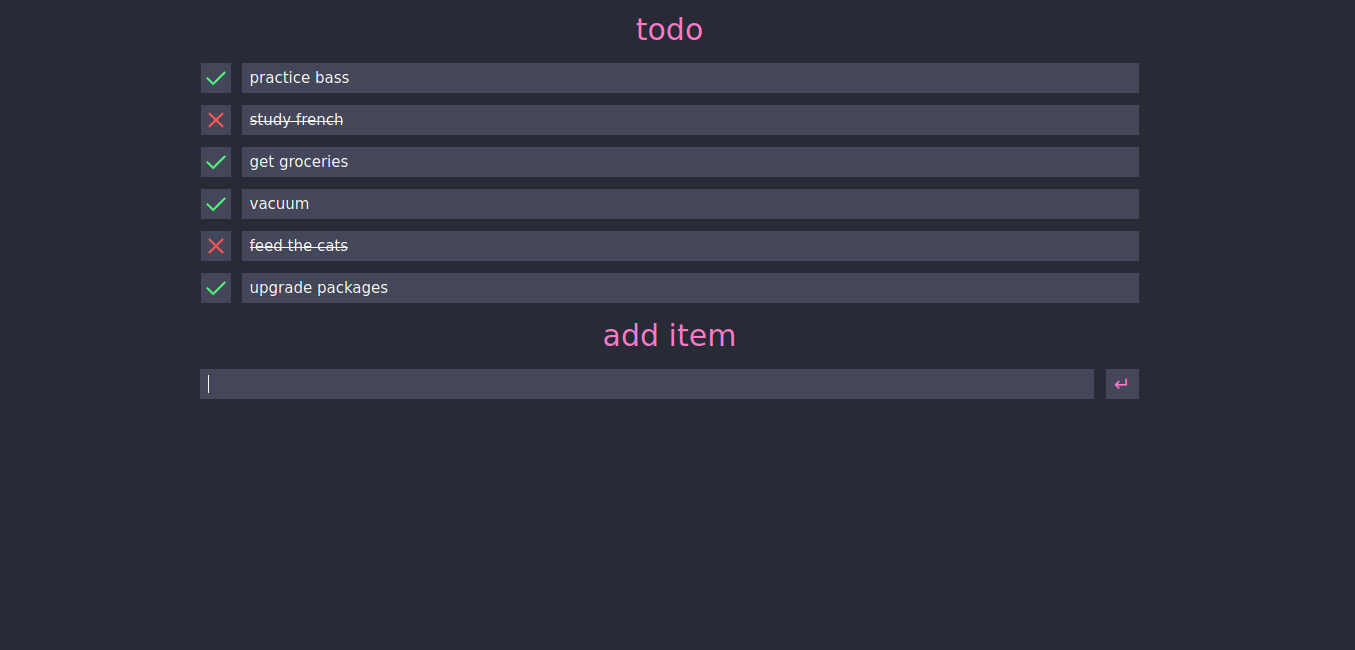 todo
practice bass
study french
get groceries
vacuum
feed the cats
upgrade packages
add item